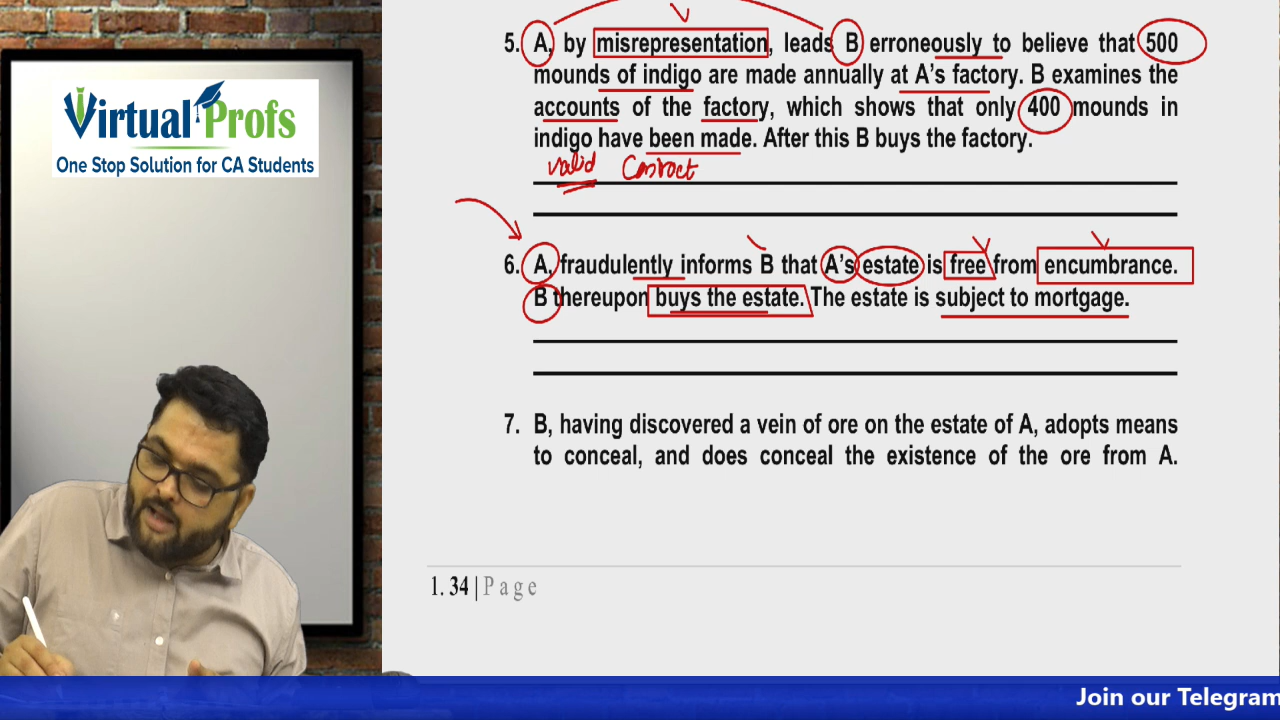 Virtual Profs
One Stop Solution for CA Students
5. A, by misrepresentation, leads B erroneously to believe that 500
mounds of indigo are made annually at A's factory. B examines the
accounts of the factory, which shows that only 400 mounds in
indigo have been made. After this B buys the factory.
valid Contract
6. A, fraudulently informs B that A's estate is free from encumbrance.
B thereupon buys the estate. The estate is subject to mortgage.
7. B, having discovered a vein of ore on the estate of A, adopts means
to conceal, and does conceal the existence of the ore from A.
1. 34 | Page
Join our Telegram